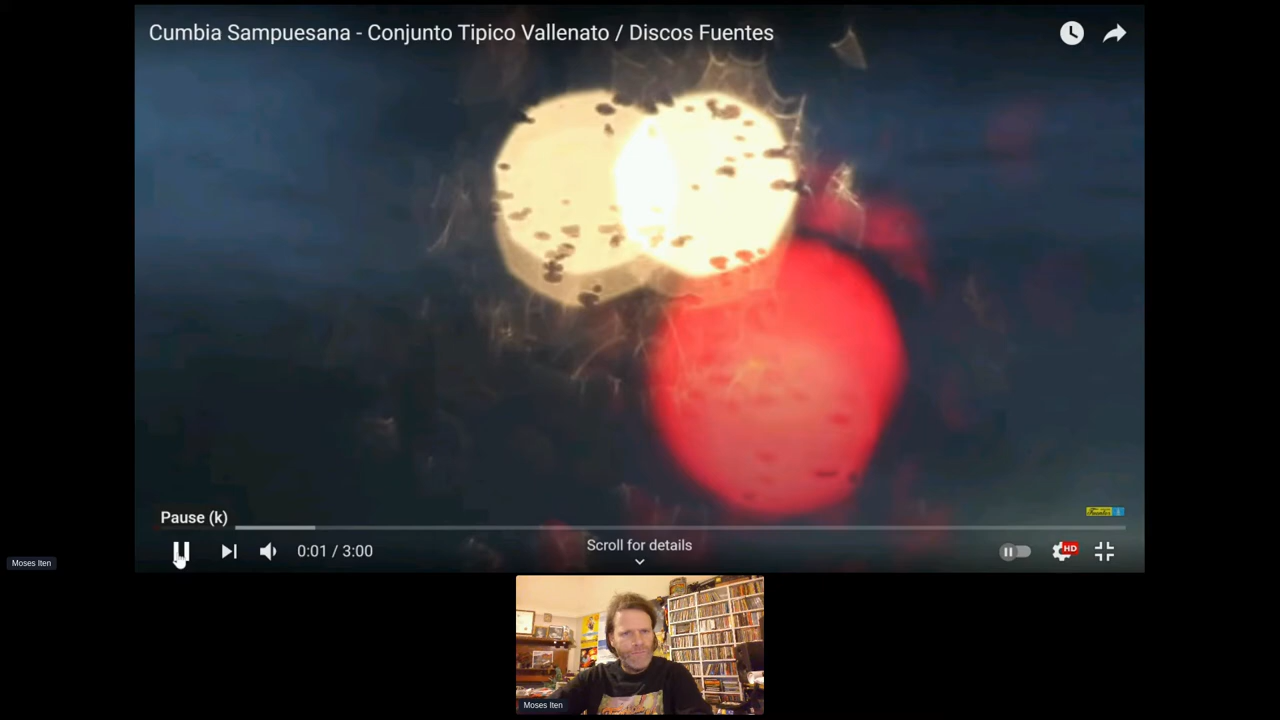 Cumbia Sampuesana - Conjunto Tipico Vallenato / Discos Fuentes
Pause (k)
0:01 / 3:00
Scroll for details
HD
Moses Iten
Moses Iten